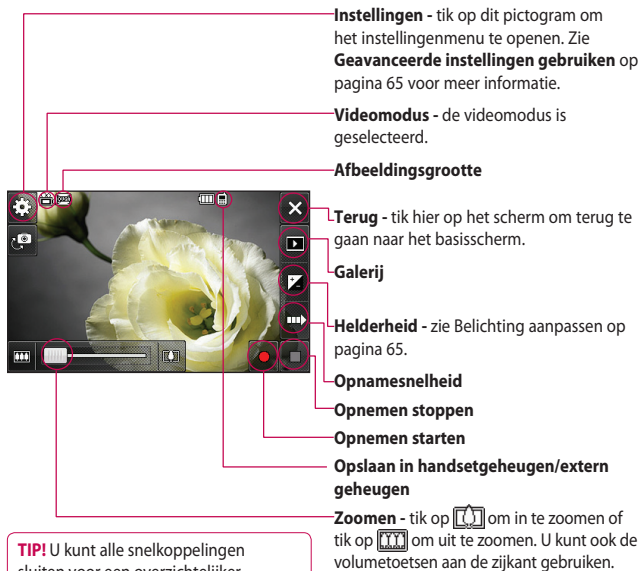 Instellingen - tik op dit pictogram om
het instellingenmenu te openen. Zie
Geavanceerde instellingen gebruiken op
pagina 65 voor meer informatie.
Videomodus - de videomodus is
geselecteerd.
Afbeeldingsgrootte
Terug - tik hier op het scherm om terug te
gaan naar het basisscherm.
Galerij
Helderheid - zie Belichting aanpassen op
pagina 65.
Opnamesnelheid
Opnemen stoppen
Opnemen starten
Opslaan in handsetgeheugen/extern
geheugen
Zoomen - tik op om in te zoomen of
tik op om uit te zoomen. U kunt ook de
volumetoetsen aan de zijkant gebruiken.
TIP! U kunt alle snelkoppelingen
sluiten voor een overzichtelijker